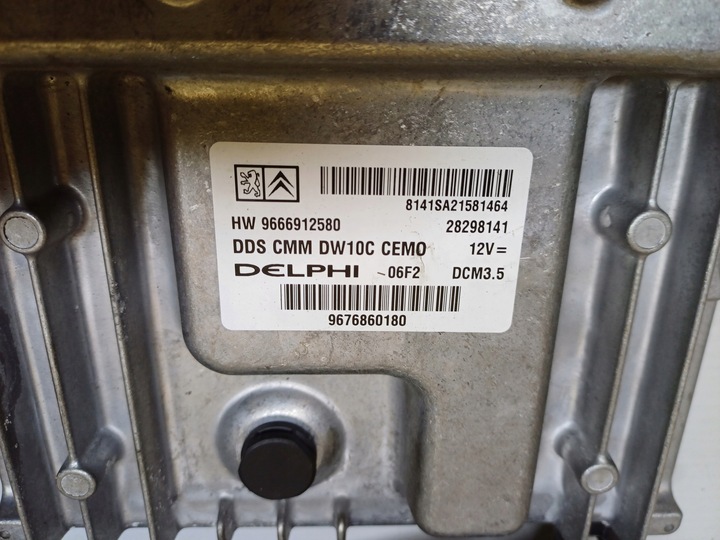 8141SA21581464
HW 9666912580 28298141
DDS CMM DW10C CEMO 12V=
DELPHI ~06F2 DCM3.5
9676860180